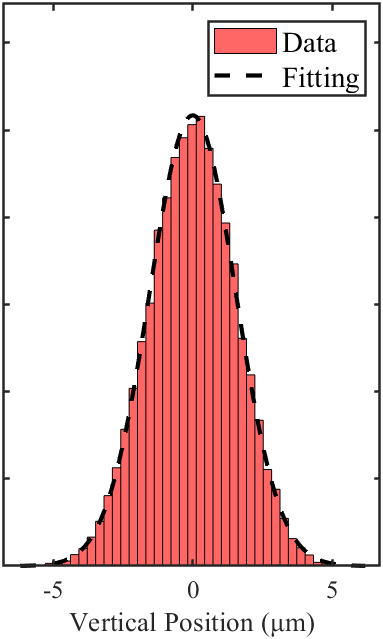 Data
Fitting
-5 0 5
Vertical Position (μm)